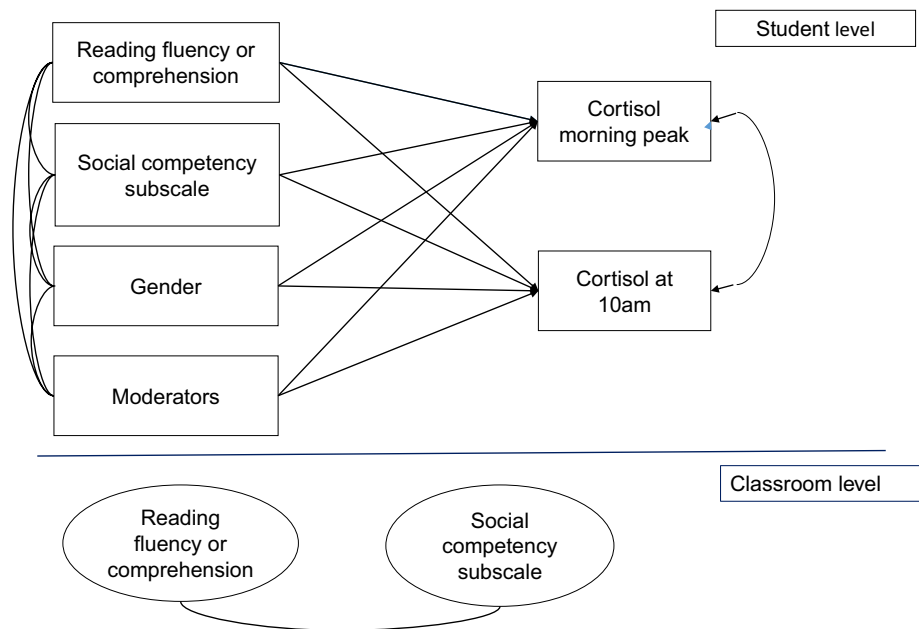 Student level
Reading fluency or
comprehension
Cortisol
morning peak
Social competency
subscale
Gender
Cortisol at
10am
Moderators
Classroom level
Reading
fluency or
comprehension
Social
competency
subscale